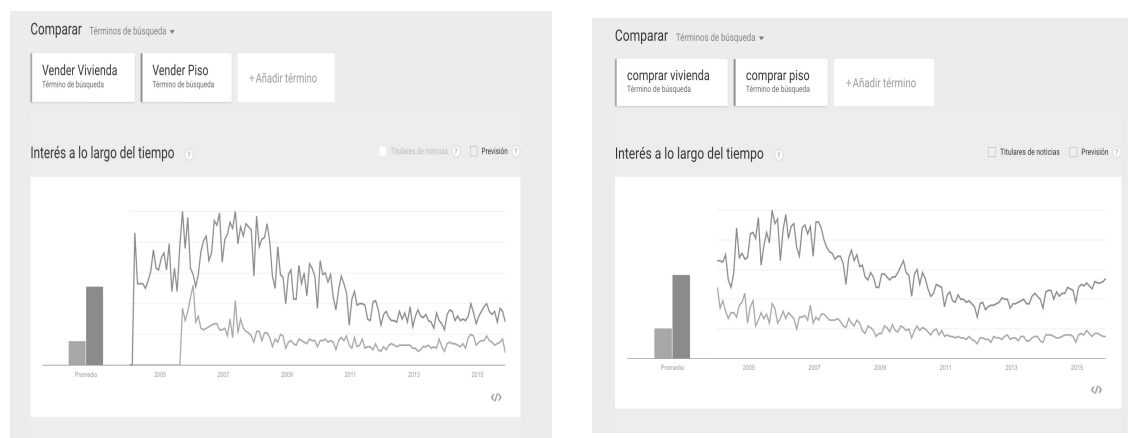 Comparar Términos de búsqueda
Vender Vivienda
Término de búsqueda
Vender Piso
Término de búsqueda
+Añadir término
Interés a lo largo del tiempo ?
Titulares de noticias ? Previsión ?
Promedio 2005 2007 2009 2011 2013 2015
</>
Comparar Términos de búsqueda
comprar vivienda
Término de búsqueda
comprar piso
Término de búsqueda
+Añadir término
Interés a lo largo del tiempo ?
Titulares de noticias Previsión ?
Promedio 2005 2007 2009 2011 2013 2015
</>